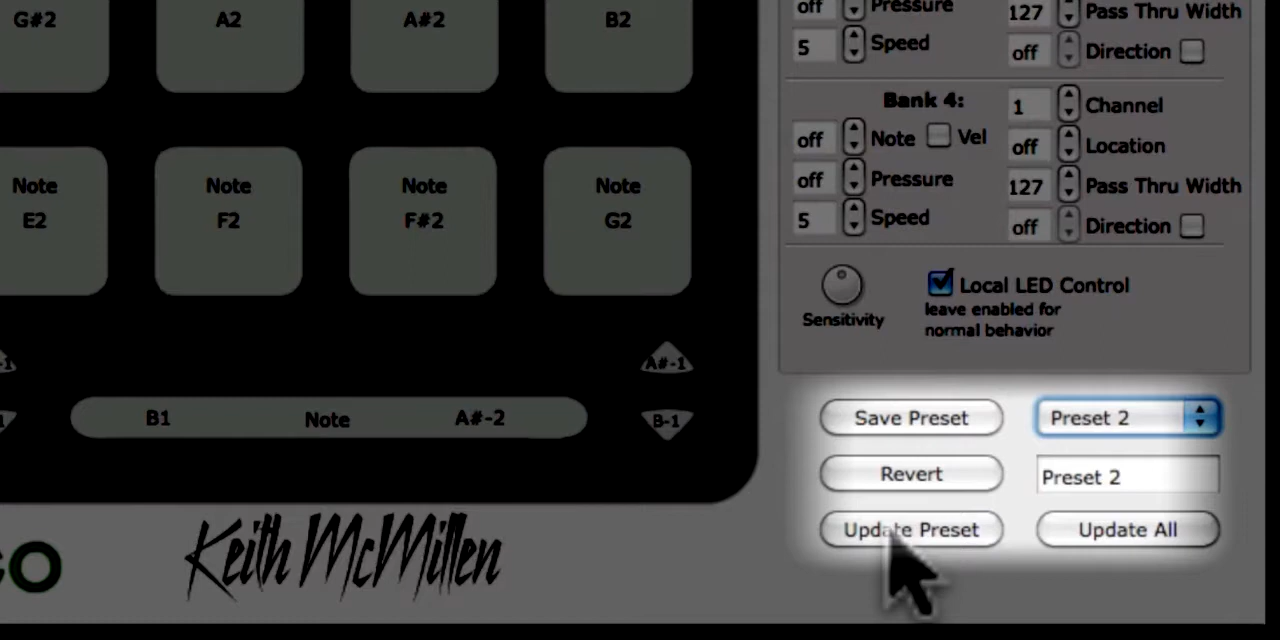 G#2 A2 A#2 B2
off Pressure 127 Pass Thru Width
5 Speed off Direction
Bank 4: 1 Channel
off Note Vel off Location
off Pressure 127 Pass Thru Width
5 Speed off Direction
Note Note Note Note
E2 F2 F#2 G2
Sensitivity
Local LED Control
leave enabled for
normal behavior
-1 A#-1
B1 Note A#-2 B-1
Save Preset Preset 2
Revert Preset 2
Update Preset Update All
Keith McMillen